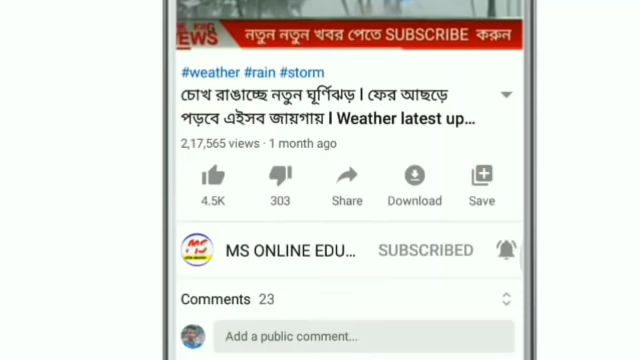 NEWS নতুন নতুন খবর পেতে SUBSCRIBE করুন
#weather #rain #storm
চোখ রাঙাচ্ছে নতুন ঘূর্ণিঝড় l ফের আছড়ে
পড়বে এইসব জায়গায় l Weather latest up...
2,17,565 views · 1 month ago
4.5K 303 Share Download Save
MS ONLINE EDU... SUBSCRIBED
Comments 23
Add a public comment...